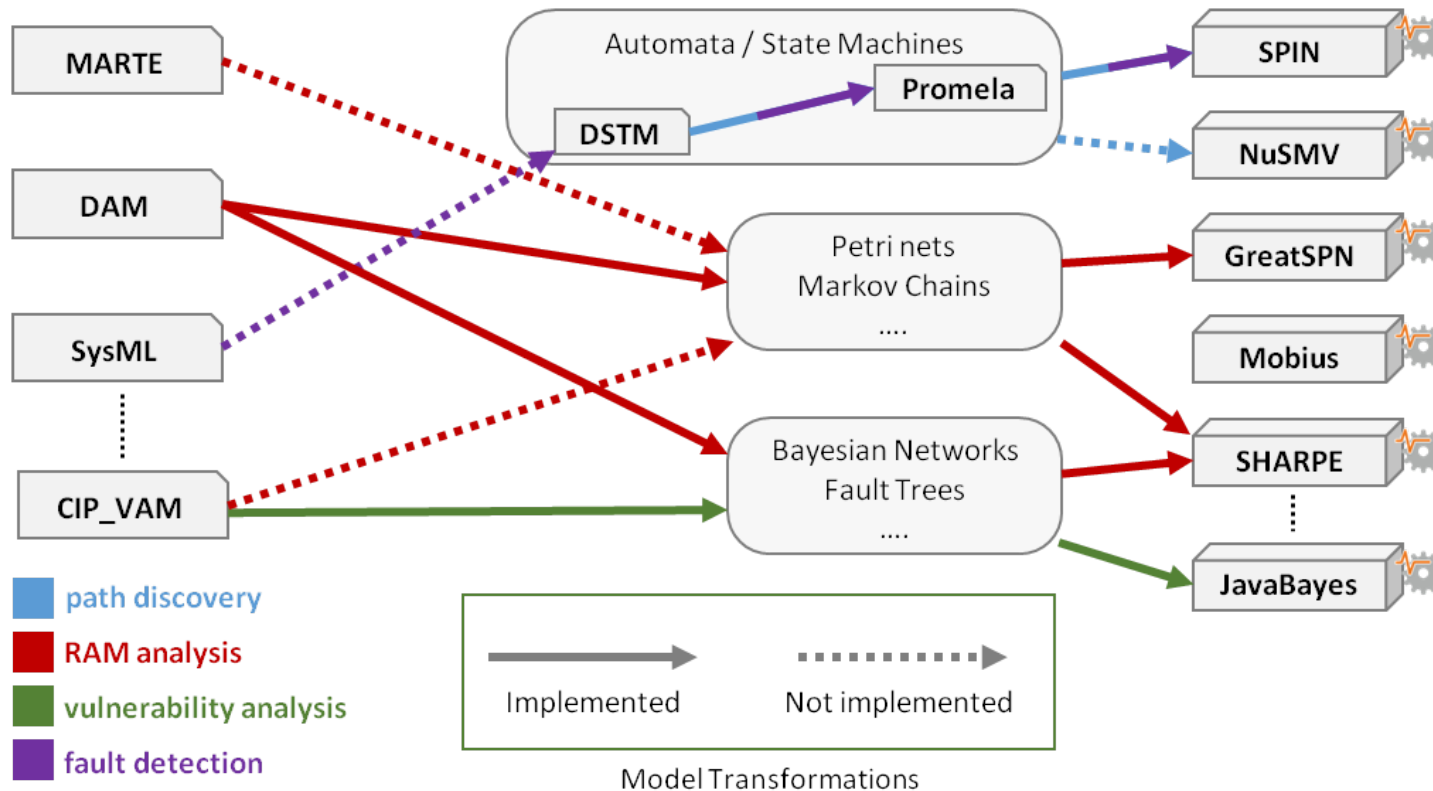 MARTE
DAM
SysML
CIP_VAM
Automata / State Machines
Promela
DSTM
Petri nets
Markov Chains
....
Bayesian Networks
Fault Trees
....
SPIN
NuSMV
GreatSPN
Mobius
SHARPE
JavaBayes
path discovery
RAM analysis
vulnerability analysis
fault detection
Implemented
Not implemented
Model Transformations